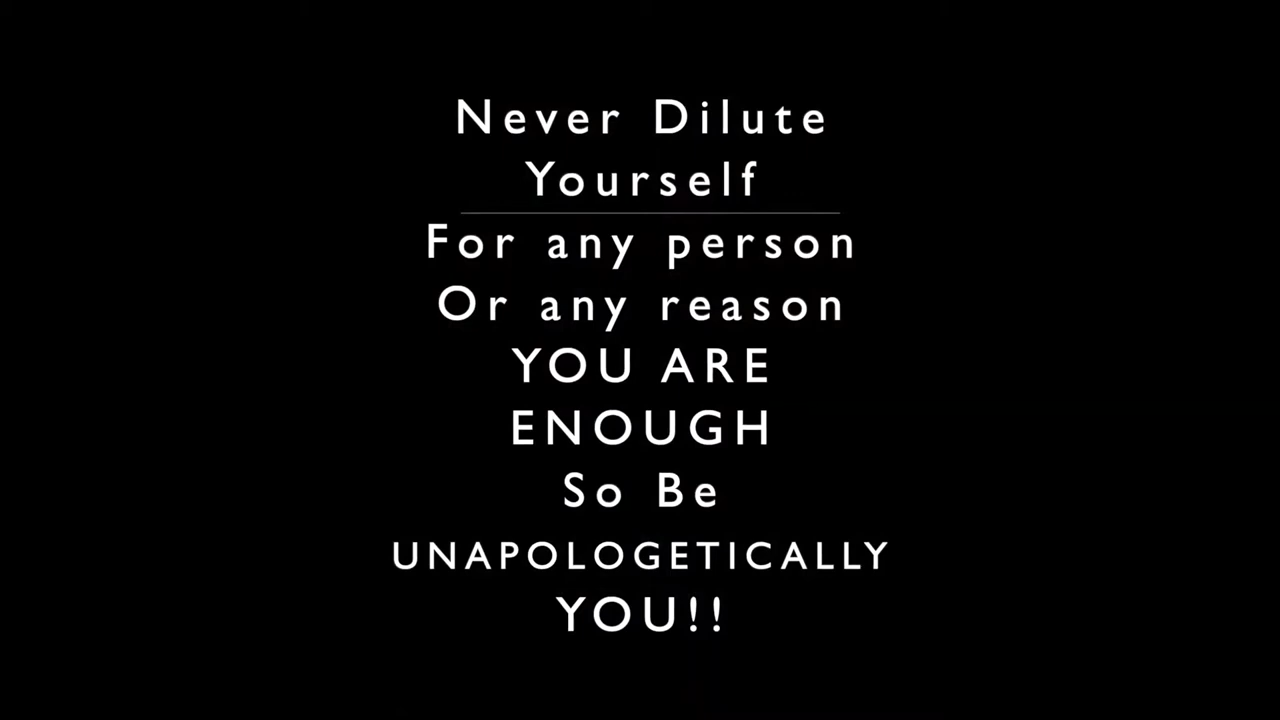 Never Dilute
Yourself
For any person
Or any reason
YOU ARE
ENOUGH
So Be
UNAPOLOGETICALLY
YOU!!